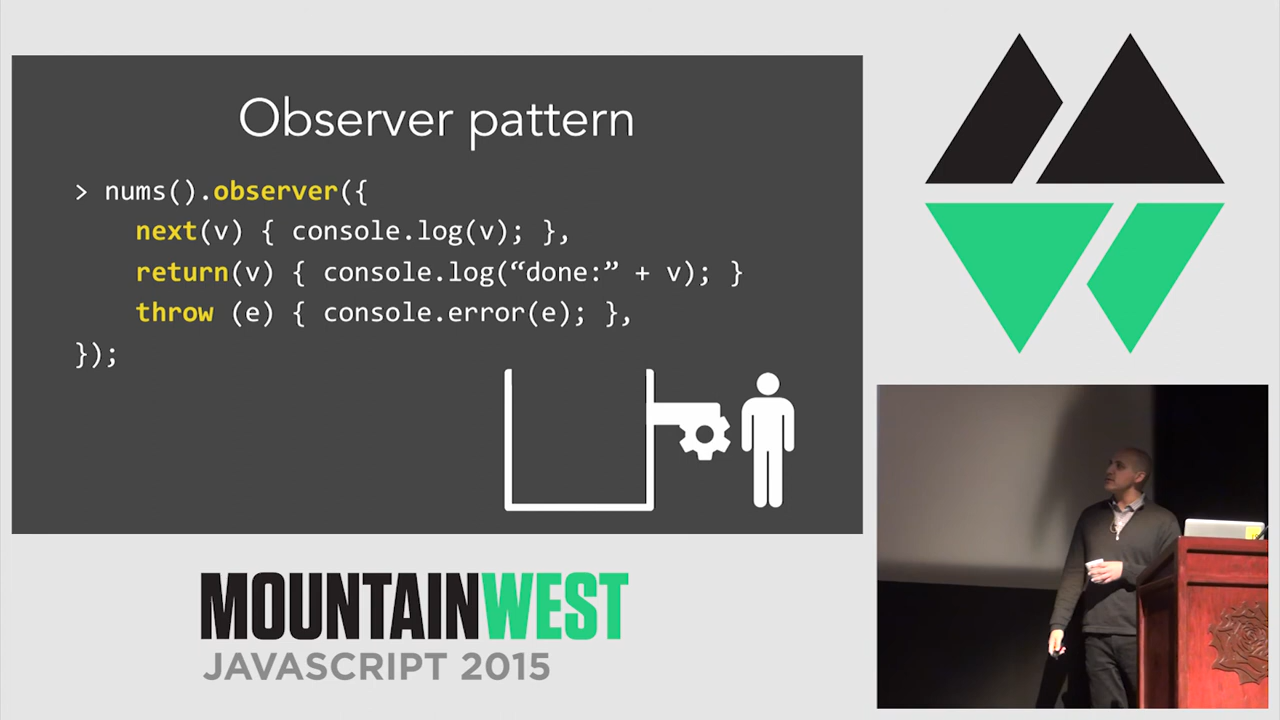 Observer pattern
> nums().observer({
next(v) { console.log(v); },
return(v) { console.log(“done:” + v); }
throw (e) { console.error(e); },
});
MOUNTAINWEST
JAVASCRIPT 2015